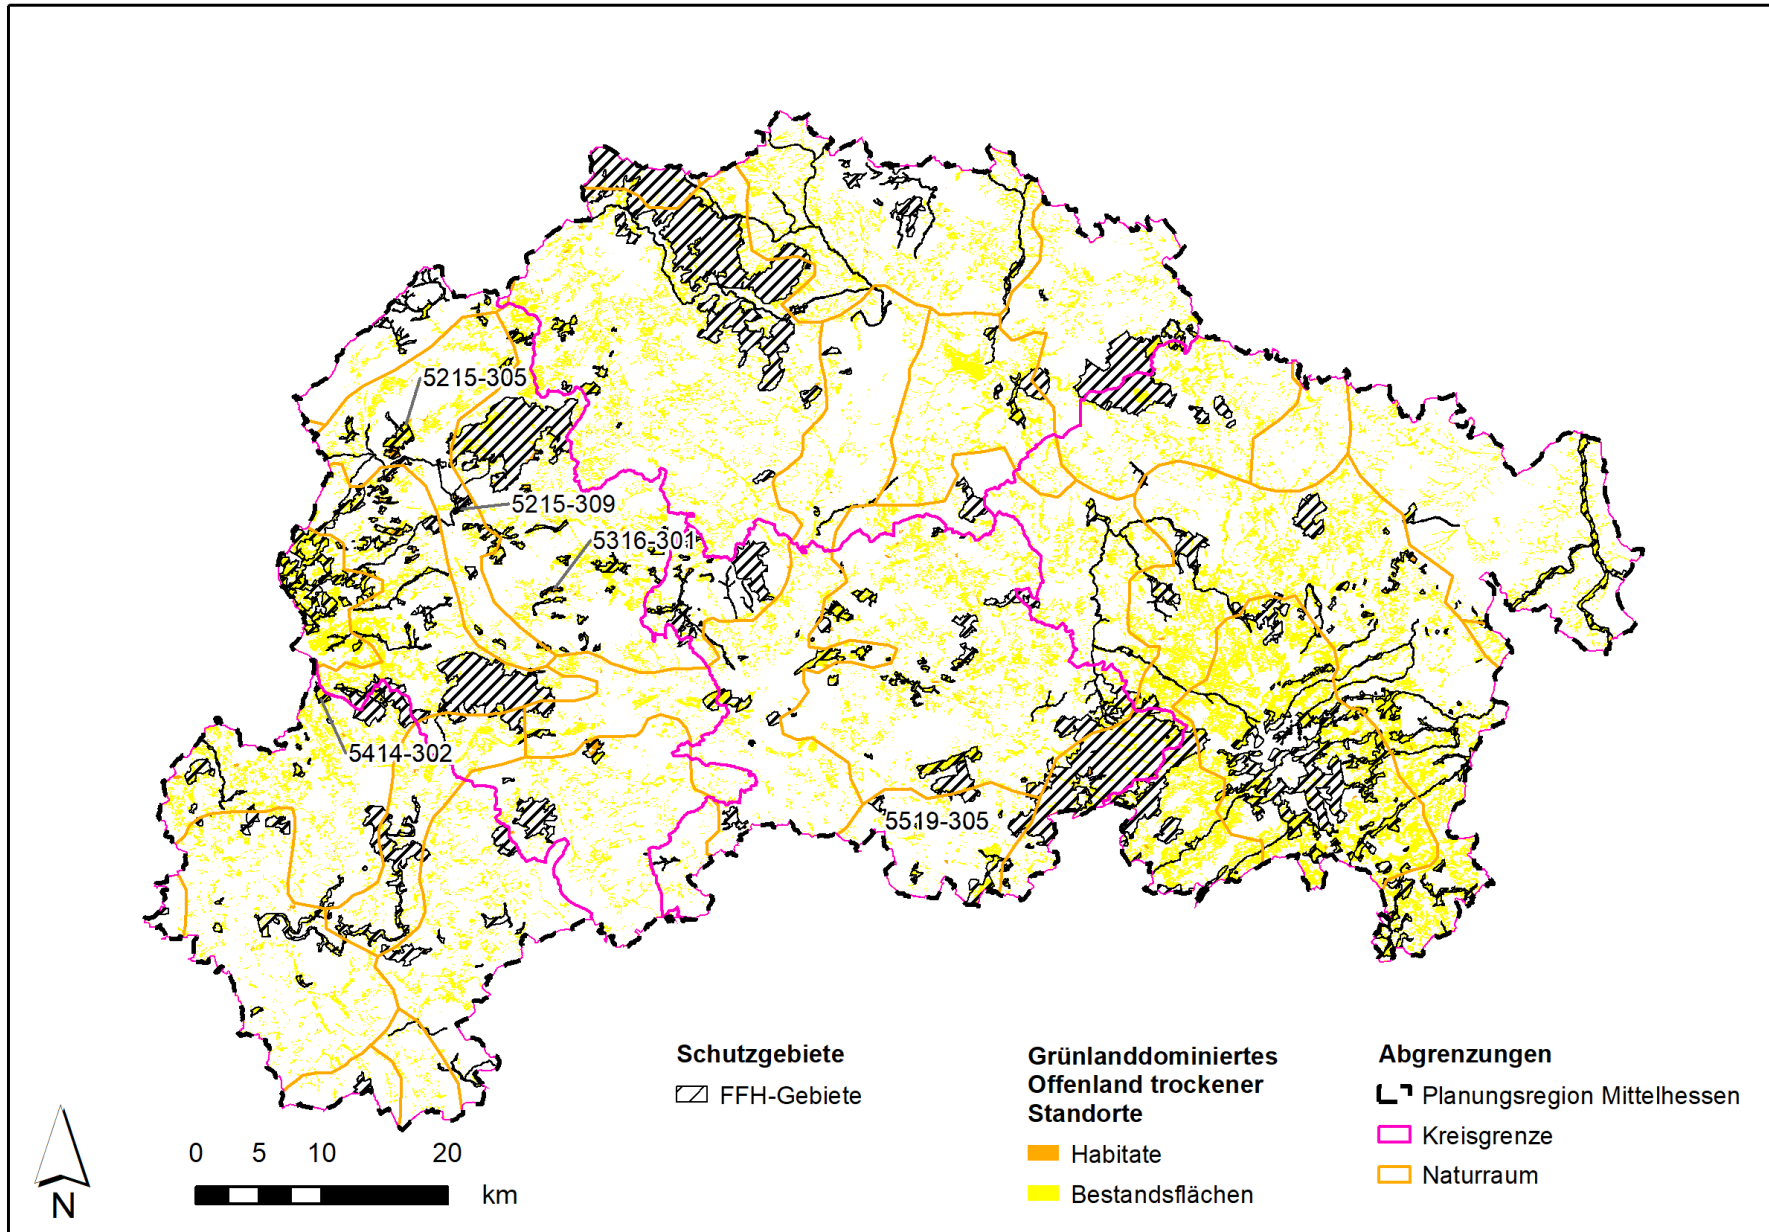 5215-305
5215-309
5316-301
5414-302
5519-305
Schutzgebiete
FFH-Gebiete
Grünlanddominiertes
Offenland trockener
Standorte
Habitate
Bestandsflächen
Abgrenzungen
Planungsregion Mittelhessen
Kreisgrenze
Naturraum
N
0 5 10 20
km